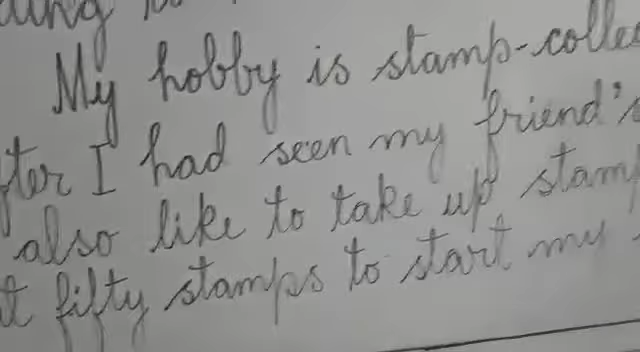 My hobby is stamp-collec
fter I had seen my friend's
also like to take up stamp
t fifty stamps to start my